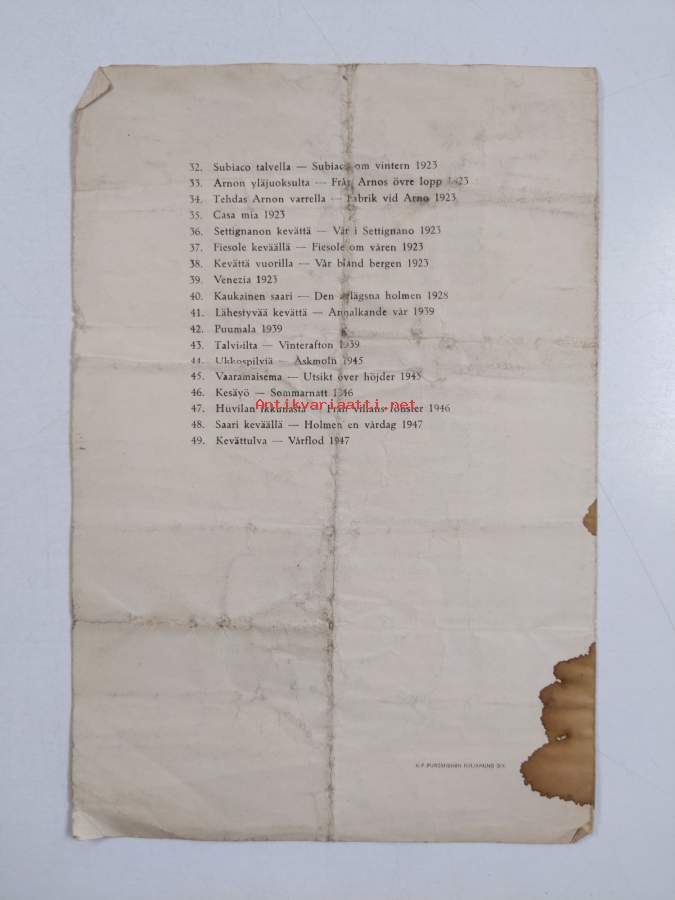 32. Subiaco talvella — Subiaco om vintern 1923
33. Arnon yläjuoksulta — Från Arnos övre lopp 1923
34. Tehdas Arnon varrella — Fabrik vid Arno 1923
35. Casa mia 1923
36. Settignanon kevättä — Vår i Settignano 1923
37. Fiesole keväällä — Fiesole om våren 1923
38. Kevättä vuorilla — Vår bland bergen 1923
39. Venezia 1923
40. Kaukainen saari — Den avlägsna holmen 1928
41. Lähestyvää kevättä — Annalkande vår 1939
42. Puumala 1939
43. Talvi-ilta — Vinterafton 1939
44. Ukkospilviä — Åskmoln 1945
45. Vaaramaisema — Utsikt över höjder 1945
46. Kesäyö — Sommarnatt 1946
Antikvariaatti.net
47. Huvilan ikkunasta — Från villans fönster 1946
48. Saari keväällä — Holmen en vårdag 1947
49. Kevättulva — Vårflod 1947